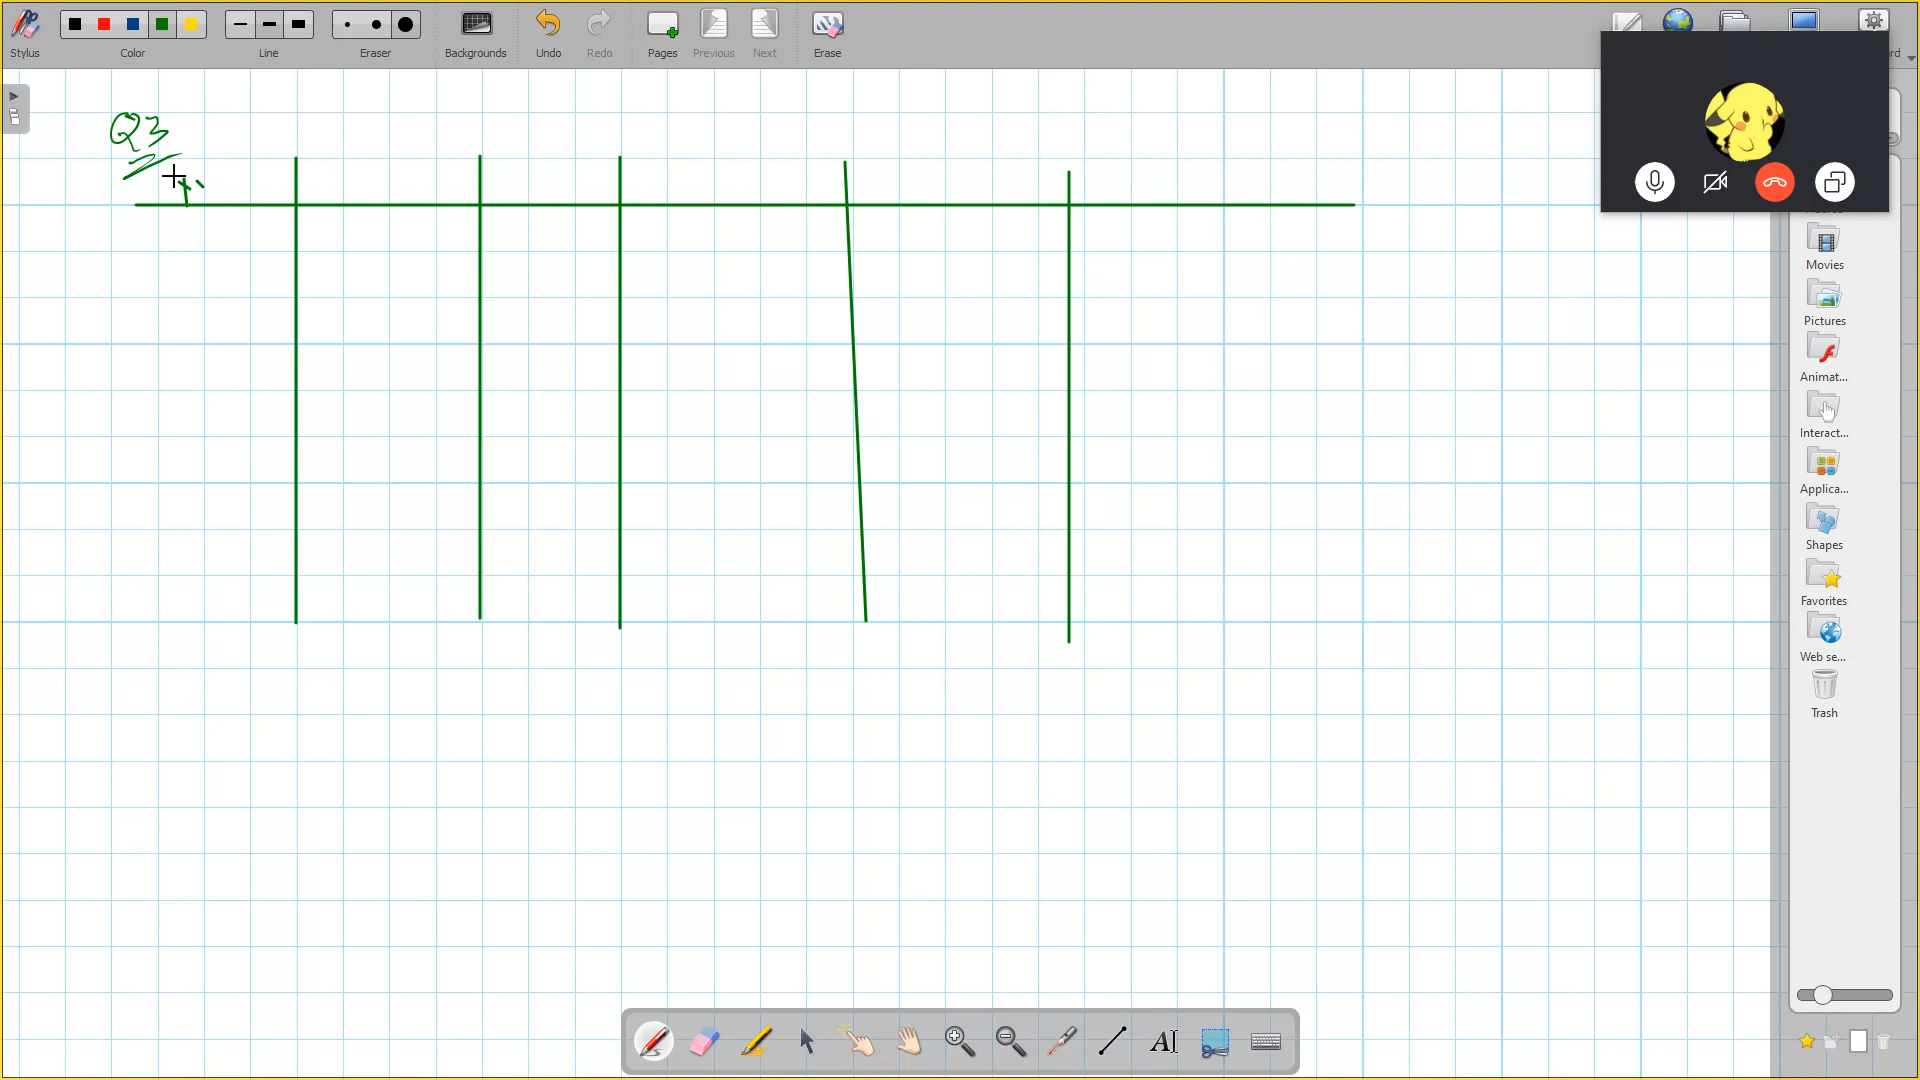 Stylus Color Line Eraser Backgrounds Undo Redo Pages Previous Next Erase
Q3
Movies
Pictures
Animat...
Interact...
Applica...
Shapes
Favorites
Web se...
Trash